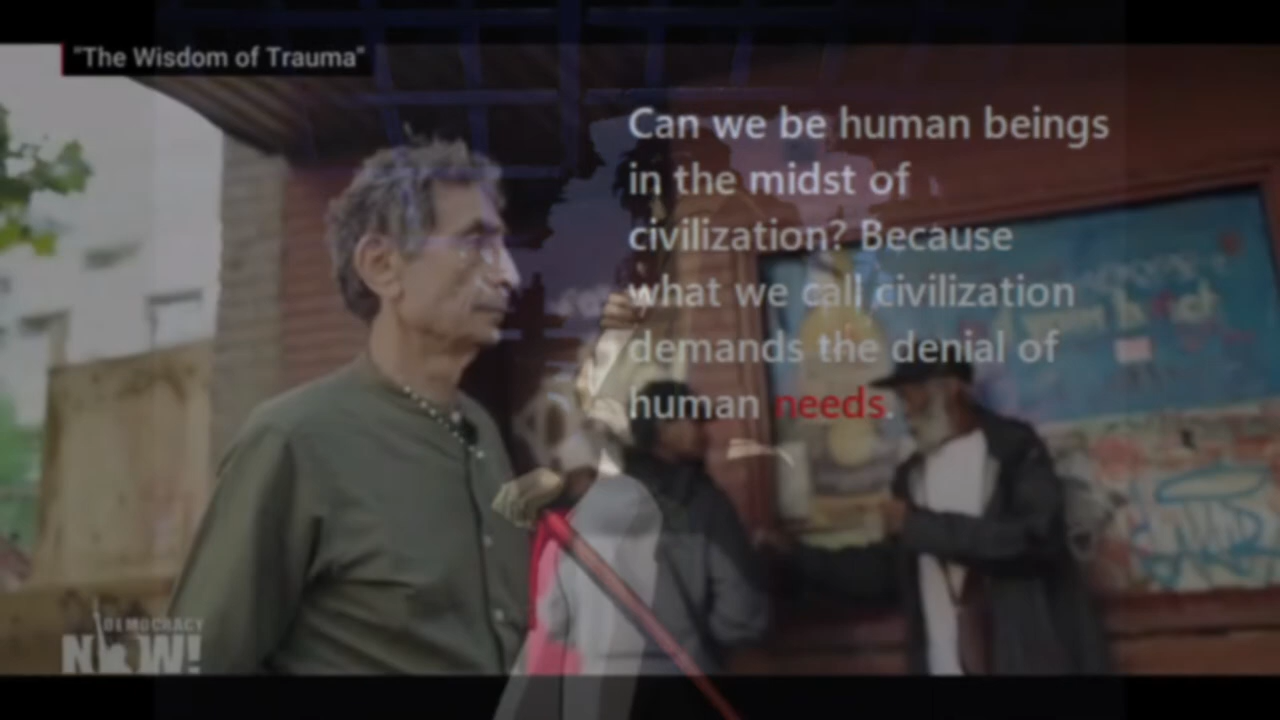 "The Wisdom of Trauma"
Can we be human beings
in the midst of
civilization? Because
what we call civilization
demands the denial of
human needs.
DEMOCRACY
NOW!